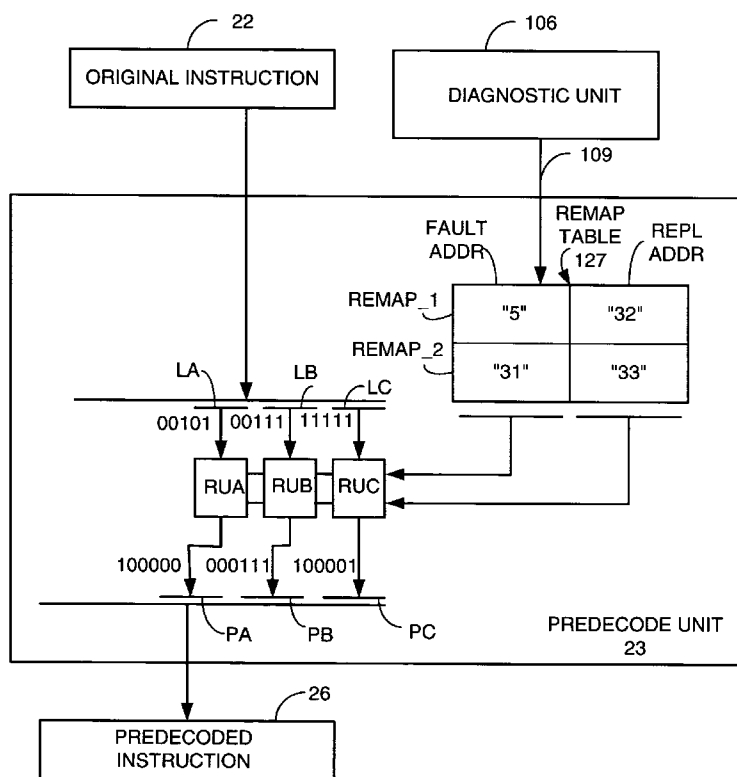 22
106
ORIGINAL INSTRUCTION
DIAGNOSTIC UNIT
109
FAULT
ADDR
REMAP
TABLE
127
REPL
ADDR
REMAP_1
"5"
"32"
REMAP_2
"31"
"33"
LA
LB
LC
00101
00111
11111
RUA
RUB
RUC
100000
000111
100001
PA
PB
PC
PREDECODE UNIT
23
26
PREDECODED
INSTRUCTION